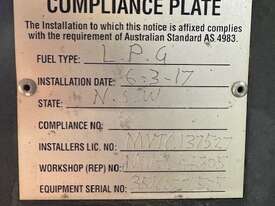 COMPLIANCE PLATE
The Installation to which this notice is affixed complies
with the requirement of Australian Standard AS 4983.
FUEL TYPE: L.P.G
INSTALLATION DATE: 6-3-17
STATE: N.S.W
COMPLIANCE NO:
INSTALLERS LIC. NO:
WORKSHOP (REP) NO:
EQUIPMENT SERIAL NO: